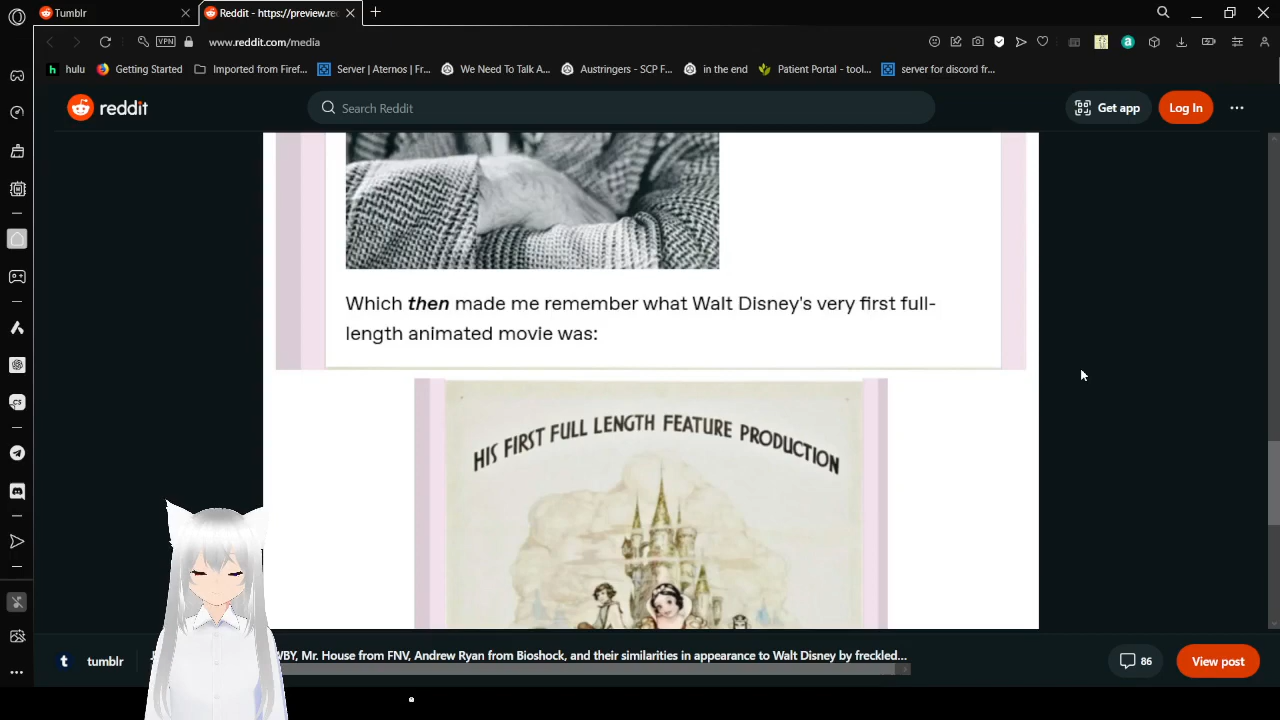 Tumblr
Reddit - https://preview.red
www.reddit.com/media
VPN
hulu
Getting Started
Imported from Firef...
Server | Aternos | Fr...
We Need To Talk A...
Austringers - SCP F...
in the end
Patient Portal - tool...
server for discord fr...
reddit
Search Reddit
Get app
Log In
Which then made me remember what Walt Disney's very first full-
length animated movie was:
HIS FIRST FULL LENGTH FEATURE PRODUCTION
tumblr
WBY, Mr. House from FNV, Andrew Ryan from Bioshock, and their similarities in appearance to Walt Disney by freckled...
86
View post